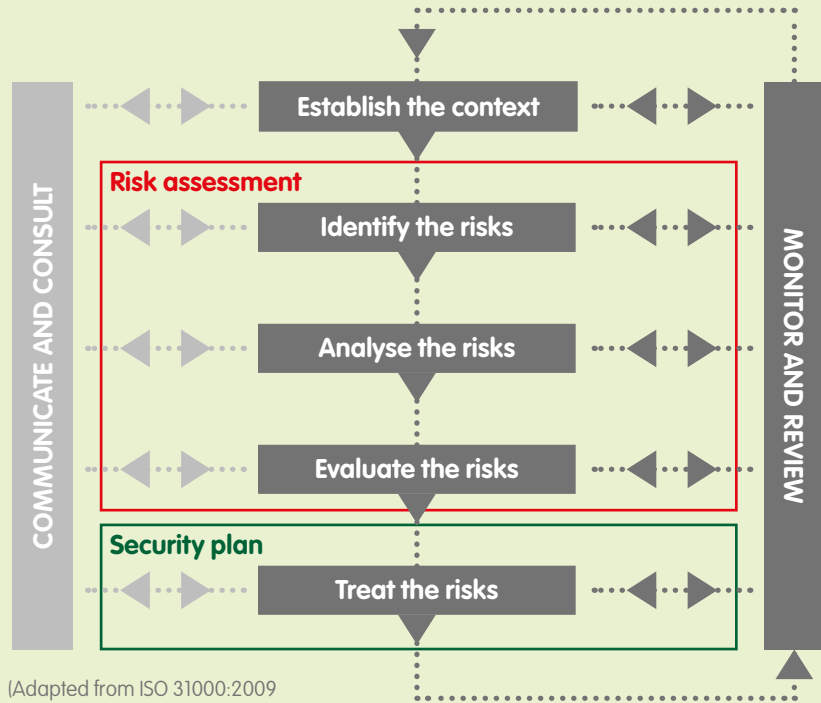 Establish the context
Risk assessment
Identify the risks
Analyse the risks
Evaluate the risks
Security plan
Treat the risks
COMMUNICATE AND CONSULT
MONITOR AND REVIEW
(Adapted from ISO 31000:2009